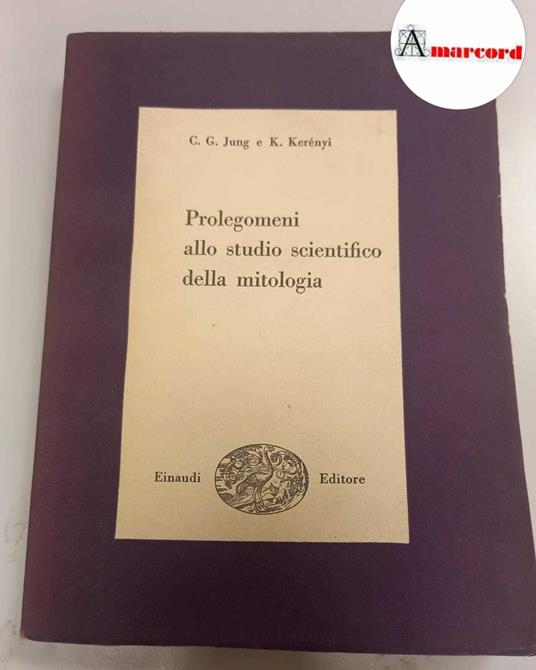 Amarcord
C. G. Jung e K. Kerényi
Prolegomeni
allo studio scientifico
della mitologia
Einaudi Editore